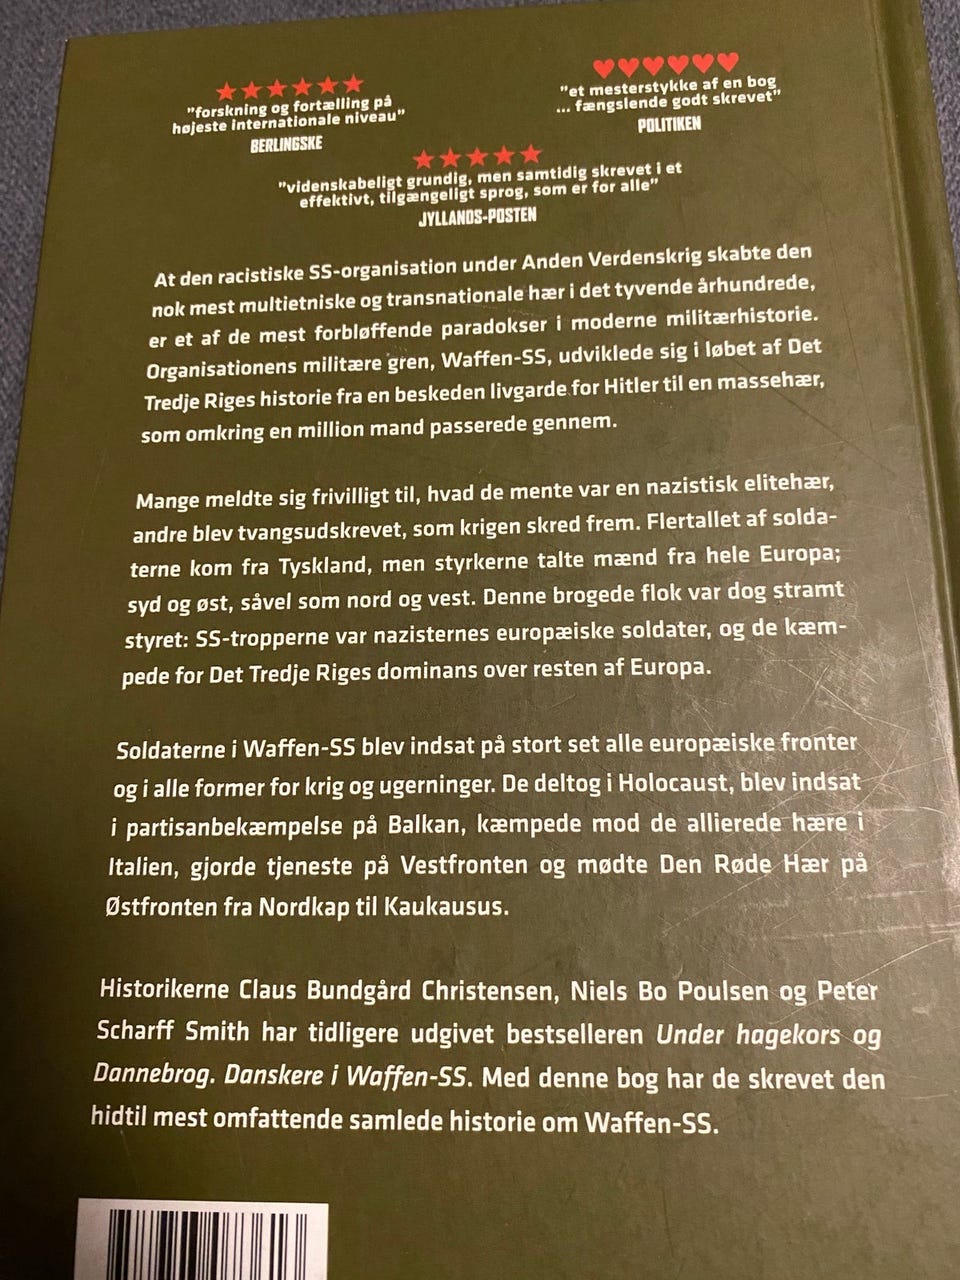 "forskning og fortælling på
højeste internationale niveau"
BERLINGSKE
"et mesterstykke af en bog
... fængslende godt skrevet"
POLITIKEN
"videnskabeligt grundig, men samtidig skrevet i et
effektivt, tilgængeligt sprog, som er for alle"
JYLLANDS-POSTEN
At den racistiske SS-organisation under Anden Verdenskrig skabte den
nok mest multietniske og transnationale hær i det tyvende århundrede,
er et af de mest forbløffende paradokser i moderne militærhistorie.
Organisationens militære gren, Waffen-SS, udviklede sig i løbet af Det
Tredje Riges historie fra en beskeden livgarde for Hitler til en massehær,
som omkring en million mand passerede gennem.
Mange meldte sig frivilligt til, hvad de mente var en nazistisk elitehær,
andre blev tvangsudskrevet, som krigen skred frem. Flertallet af solda-
terne kom fra Tyskland, men styrkerne talte mænd fra hele Europa;
syd og øst, såvel som nord og vest. Denne brogede flok var dog stramt
styret: SS-tropperne var nazisternes europæiske soldater, og de kæm-
pede for Det Tredje Riges dominans over resten af Europa.
Soldaterne i Waffen-SS blev indsat på stort set alle europæiske fronter
og i alle former for krig og ugerninger. De deltog i Holocaust, blev indsat
i partisanbekæmpelse på Balkan, kæmpede mod de allierede hære i
Italien, gjorde tjeneste på Vestfronten og mødte Den Røde Hær på
Østfronten fra Nordkap til Kaukausus.
Historikerne Claus Bundgård Christensen, Niels Bo Poulsen og Peter
Scharff Smith har tidligere udgivet bestselleren Under hagekors og
Dannebrog. Danskere i Waffen-SS. Med denne bog har de skrevet den
hidtil mest omfattende samlede historie om Waffen-SS.